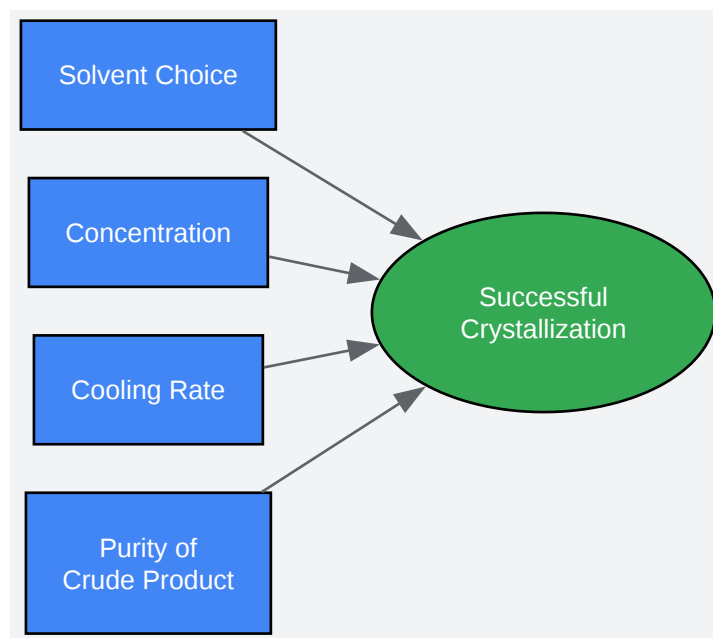 Solvent Choice
Concentration
Cooling Rate
Purity of
Crude Product
Successful
Crystallization